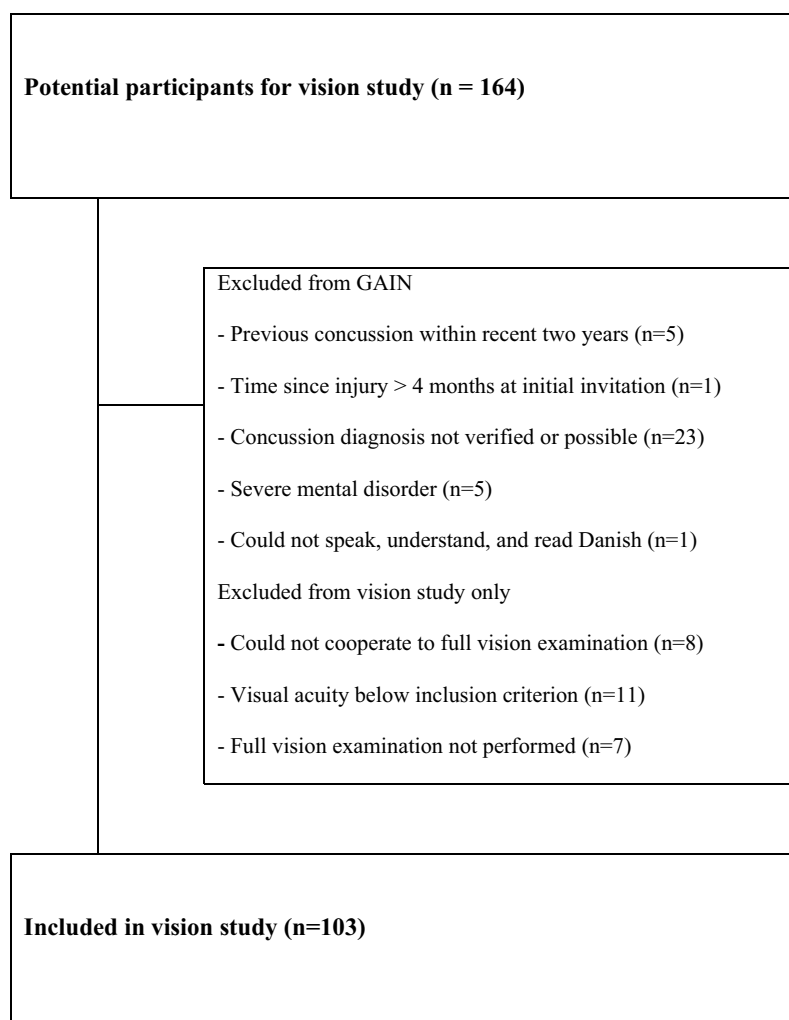 Potential participants for vision study (n = 164)
Excluded from GAIN
- Previous concussion within recent two years (n=5)
- Time since injury > 4 months at initial invitation (n=1)
- Concussion diagnosis not verified or possible (n=23)
- Severe mental disorder (n=5)
- Could not speak, understand, and read Danish (n=1)
Excluded from vision study only
- Could not cooperate to full vision examination (n=8)
- Visual acuity below inclusion criterion (n=11)
- Full vision examination not performed (n=7)
Included in vision study (n=103)